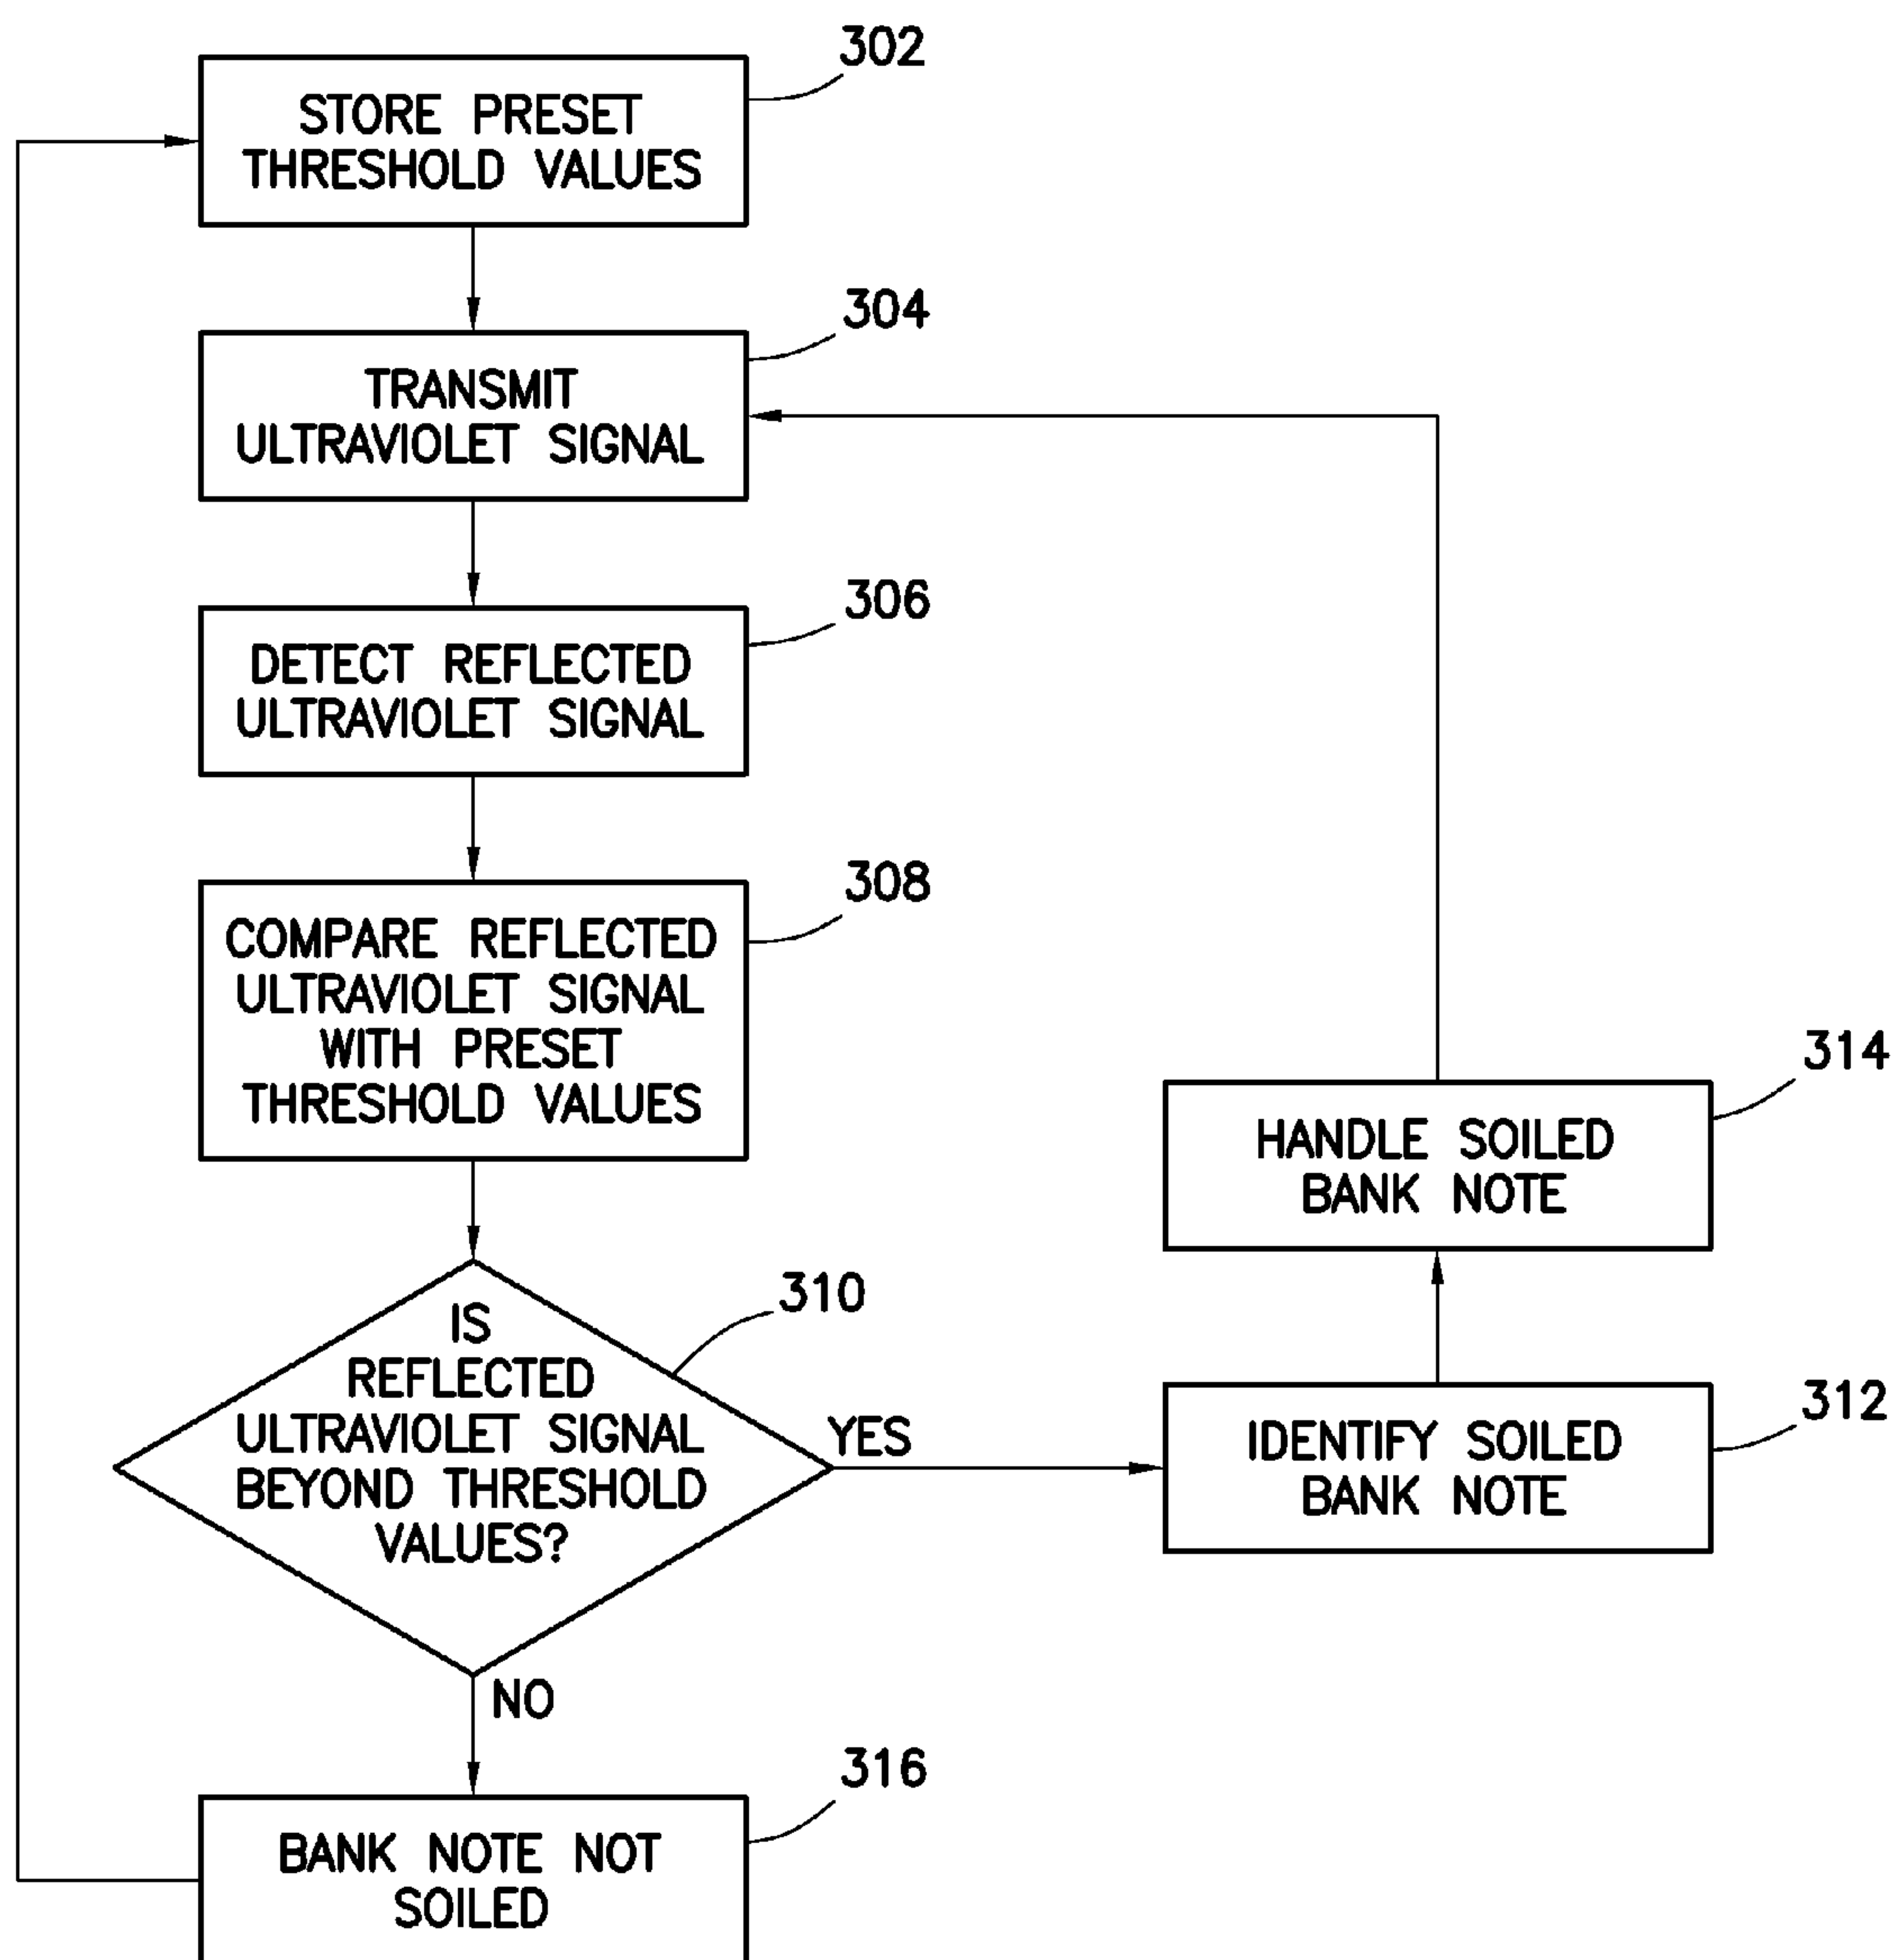 302
STORE PRESET
THRESHOLD VALUES
304
TRANSMIT
ULTRAVIOLET SIGNAL
306
DETECT REFLECTED
ULTRAVIOLET SIGNAL
308
COMPARE REFLECTED
ULTRAVIOLET SIGNAL
WITH PRESET
THRESHOLD VALUES
310
IS
REFLECTED
ULTRAVIOLET SIGNAL
BEYOND THRESHOLD
VALUES?
YES
NO
312
IDENTIFY SOILED
BANK NOTE
314
HANDLE SOILED
BANK NOTE
316
BANK NOTE NOT
SOILED